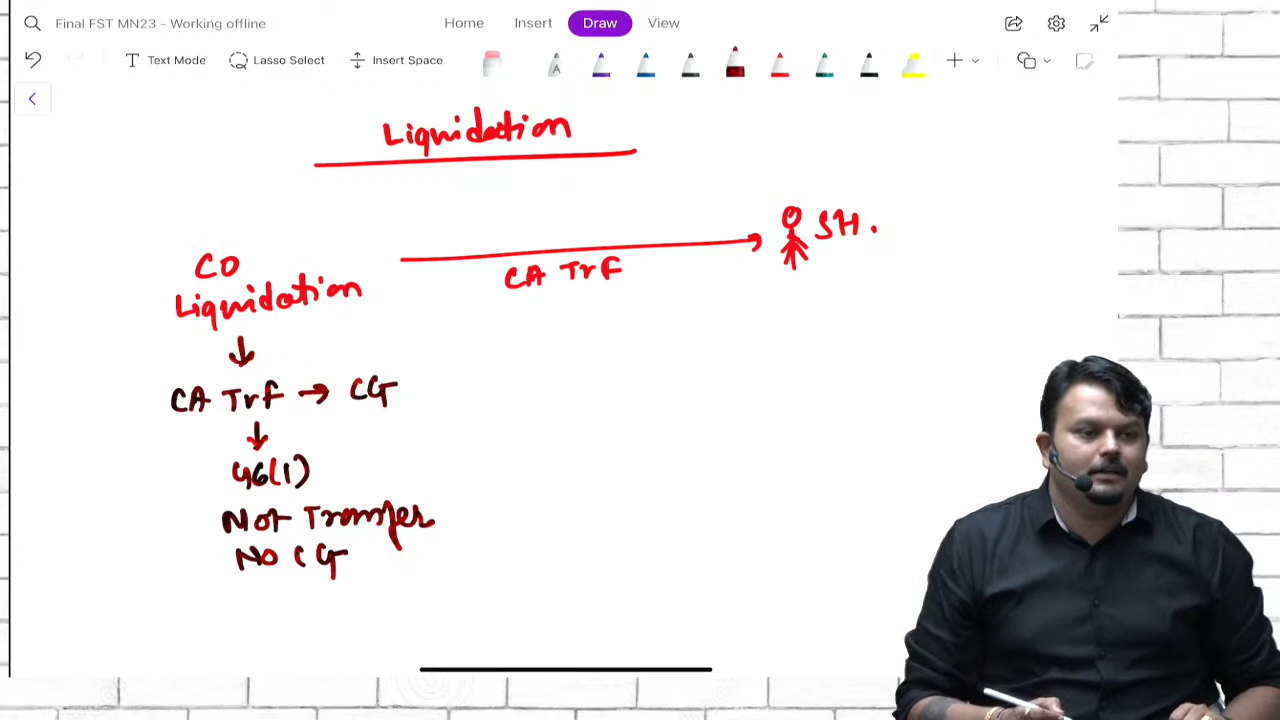 Final FST MN23 - Working offline
Home Insert Draw View
Text Mode Lasso Select Insert Space
A
Liquidation
SH.
CA Trf
CO
Liquidation
CA Trf → CG
46(1)
Not Transfer
No CG